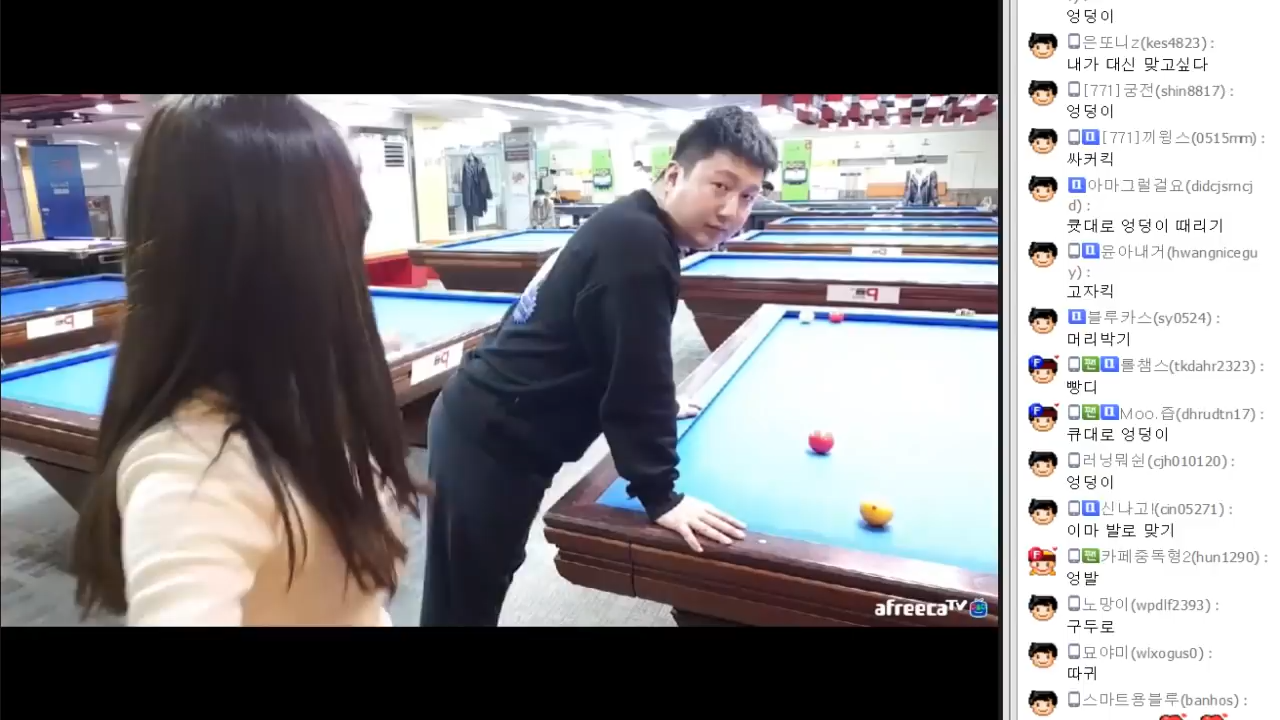 엉덩이
은또니z(kes4823) :
내가 대신 맞고싶다
[771]궁전(shin8817) :
엉덩이
[771]끼윙스(0515mm) :
싸커킥
아마그럴걸요(didcjsmcj
d) :
큣대로 엉덩이 때리기
윤아내거(hwangnicegu
y) :
고자킥
블루카스(sy0524) :
머리박기
팬 롤챔스(tkdahr2323) :
빵디
팬 Moo.즙(dhrudtn17) :
큐대로 엉덩이
러닝뭐쉰(cjh010120) :
엉덩이
신나고!(cin05271) :
이마 발로 맞기
팬 카페중독형2(hun1290) :
엉발
노망이(wpdlf2393) :
구두로
묘야미(wlxogus0) :
따귀
스마트용블루(banhos) :
afreecaTV